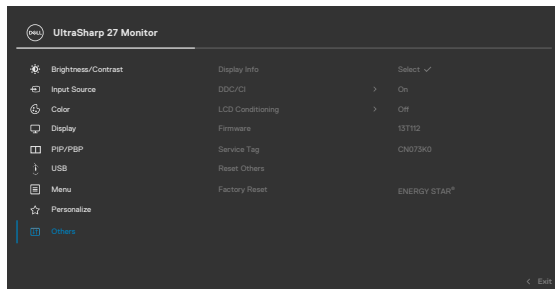 DELL UltraSharp 27 Monitor
Brightness/Contrast Display Info Select ✓
Input Source DDC/CI > On
Color LCD Conditioning > Off
Display Firmware 13T112
PIP/PBP Service Tag CN073K0
USB Reset Others
Menu Factory Reset ENERGY STAR®
Personalize
Others
< Exit